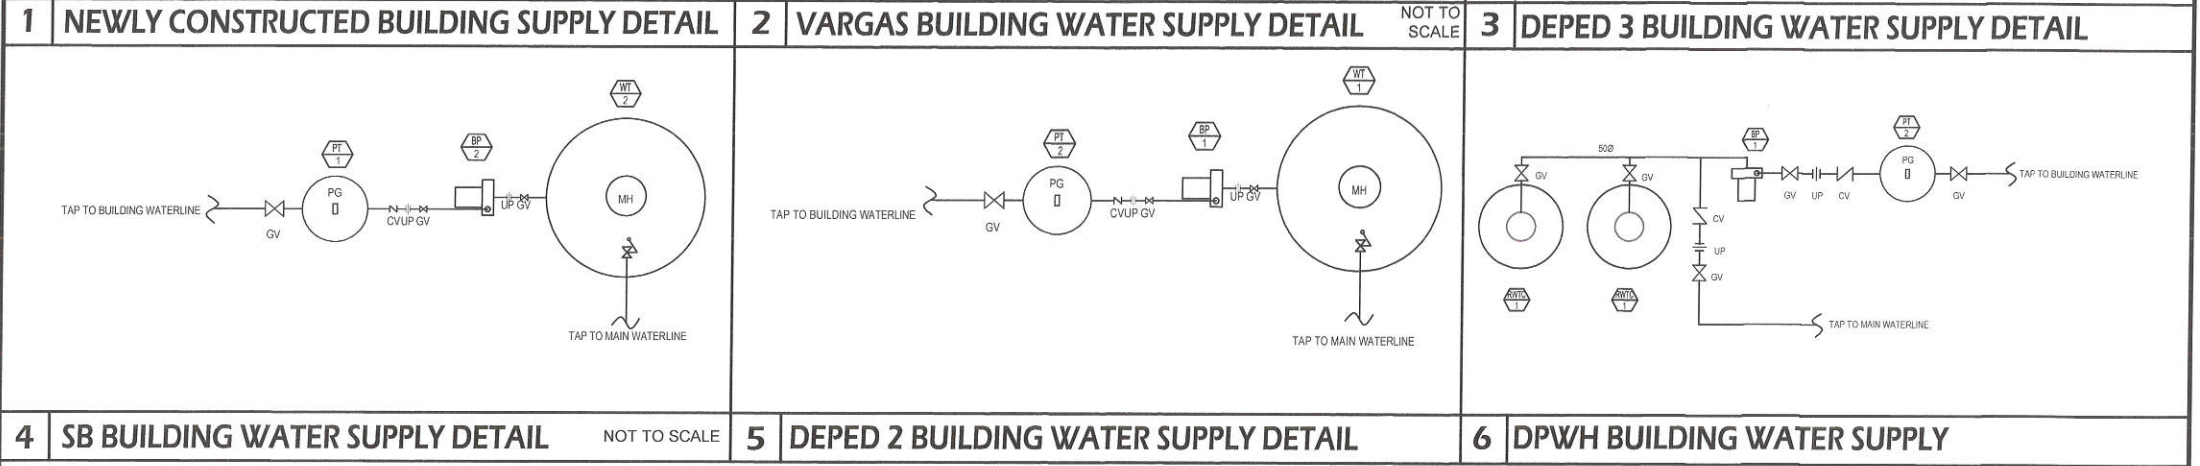 1 NEWLY CONSTRUCTED BUILDING SUPPLY DETAIL
2 VARGAS BUILDING WATER SUPPLY DETAIL NOT TO SCALE
3 DEPED 3 BUILDING WATER SUPPLY DETAIL
WT
2
PT
1
BP
2
PG
MH
TAP TO BUILDING WATERLINE
GV
CV UP GV
UP GV
TAP TO MAIN WATERLINE
WT
1
PT
2
BP
1
PG
MH
TAP TO BUILDING WATERLINE
GV
CV UP GV
UP GV
TAP TO MAIN WATERLINE
50Ø
BP
1
PT
2
PG
GV
GV
TAP TO BUILDING WATERLINE
GV UP CV
GV
CV
UP
GV
RWTC
1
RWTC
1
TAP TO MAIN WATERLINE
4 SB BUILDING WATER SUPPLY DETAIL NOT TO SCALE
5 DEPED 2 BUILDING WATER SUPPLY DETAIL
6 DPWH BUILDING WATER SUPPLY